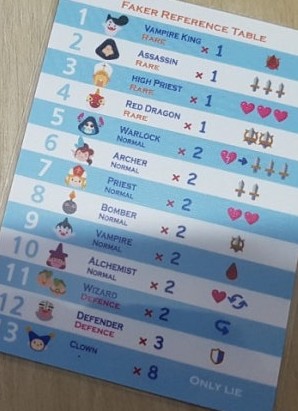 FAKER REFERENCE TABLE
1 VAMPIRE KING × 1
RARE
2 ASSASSIN × 1
RARE
3 HIGH PRIEST × 1
RARE
4 RED DRAGON × 1
RARE
5 WARLOCK × 2
NORMAL
6 ARCHER × 2
NORMAL
7 PRIEST × 2
NORMAL
8 BOMBER × 2
NORMAL
9 VAMPIRE × 2
NORMAL
10 ALCHEMIST × 2
NORMAL
11 WIZARD × 2
DEFENCE
12 DEFENDER × 3
DEFENCE
13 CLOWN × 8 ONLY LIE